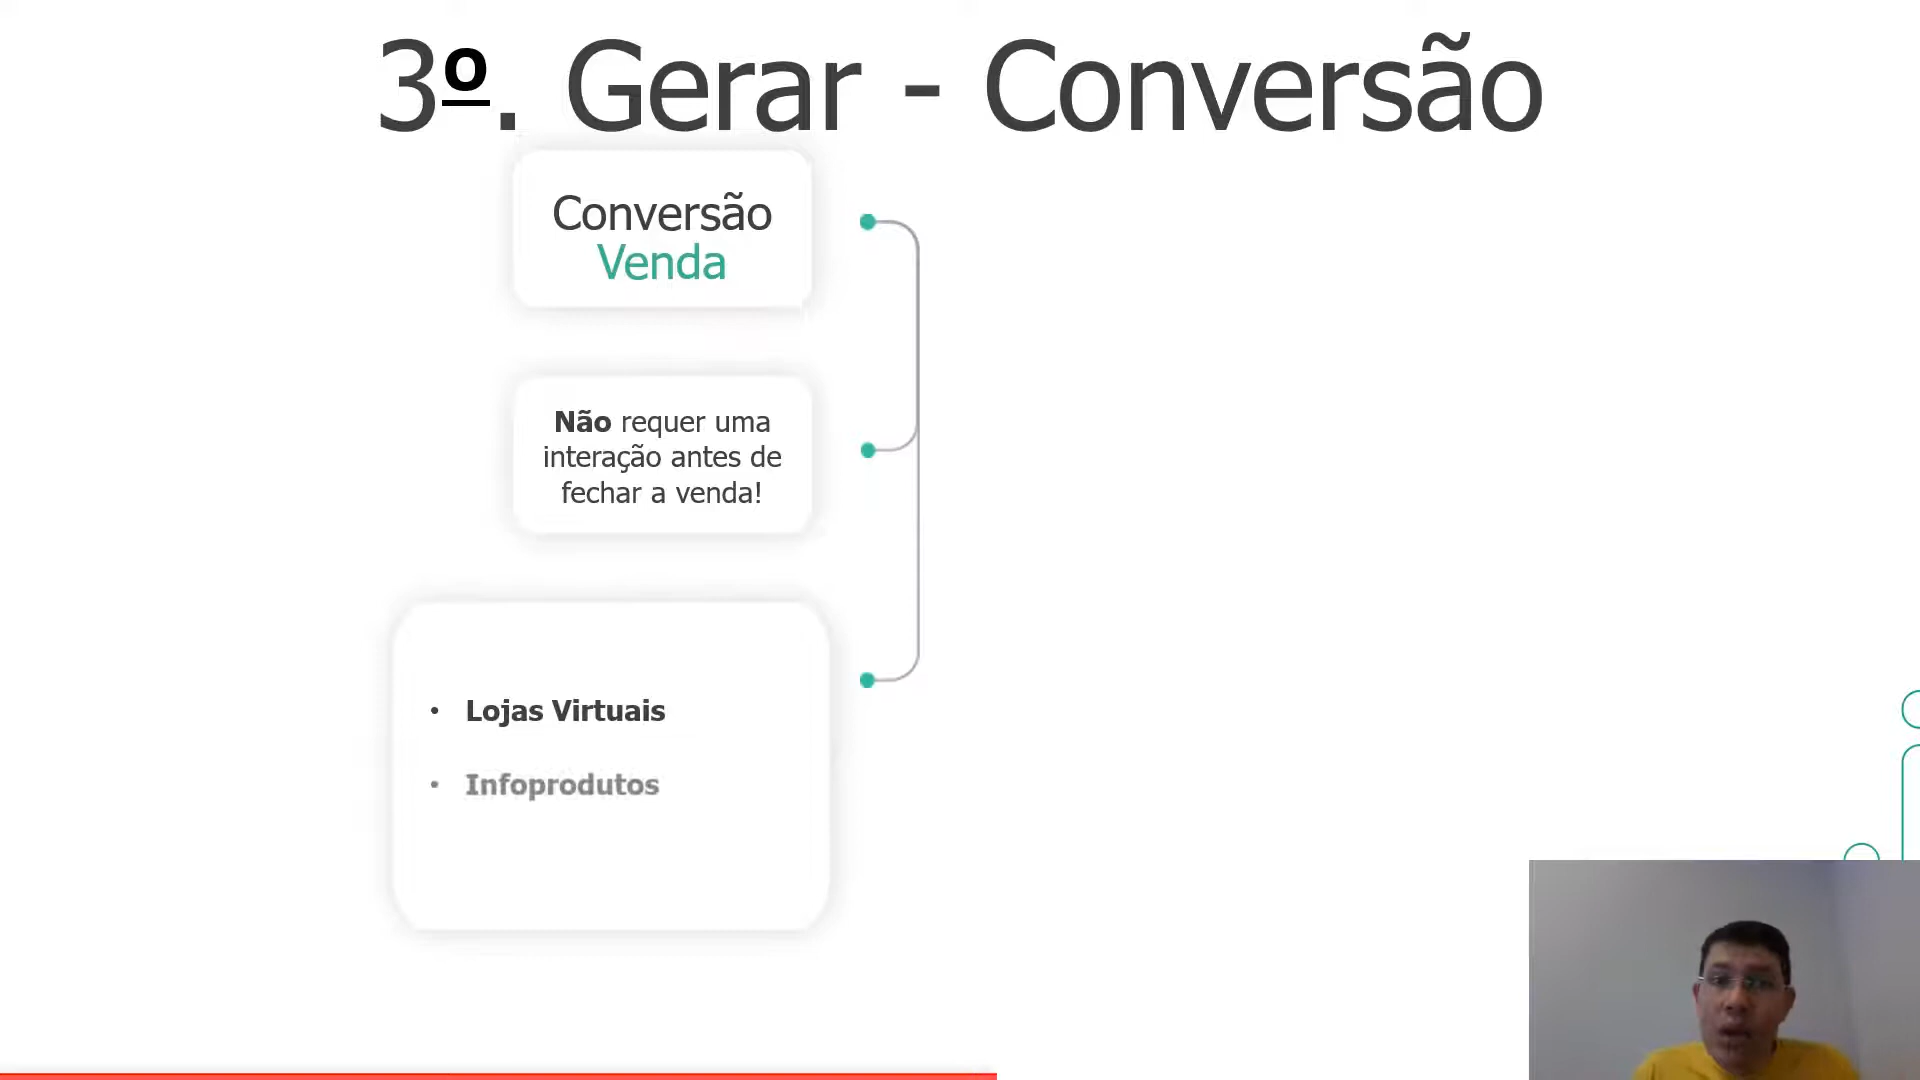 3º. Gerar - Conversão
Conversão
Venda
Não requer uma
interação antes de
fechar a venda!
• Lojas Virtuais
• Infoprodutos